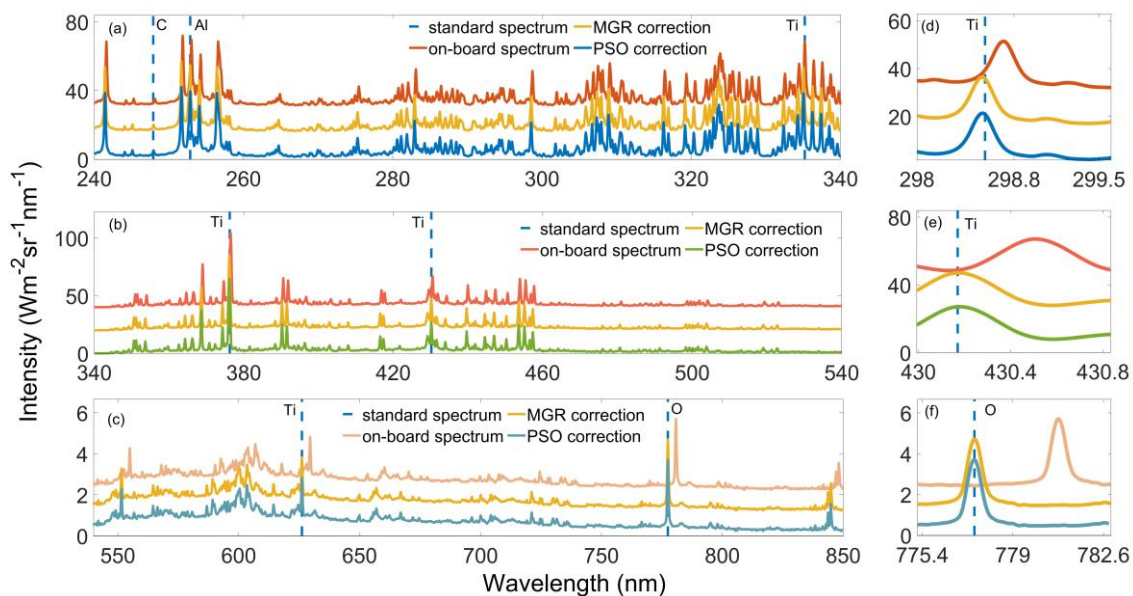 Intensity (Wm⁻²sr⁻¹nm⁻¹)
(a) C Al Ti
standard spectrum MGR correction
on-board spectrum PSO correction
80
40
0
240 260 280 300 320 340
(d) Ti
60
40
20
298 298.8 299.5
(b) Ti Ti
standard spectrum MGR correction
on-board spectrum PSO correction
100
50
0
340 380 420 460 500 540
(e) Ti
80
40
0
430 430.4 430.8
(c) Ti O
standard spectrum MGR correction
on-board spectrum PSO correction
6
4
2
0
550 600 650 700 750 800 850
(f) O
6
4
2
0
775.4 779 782.6
Wavelength (nm)